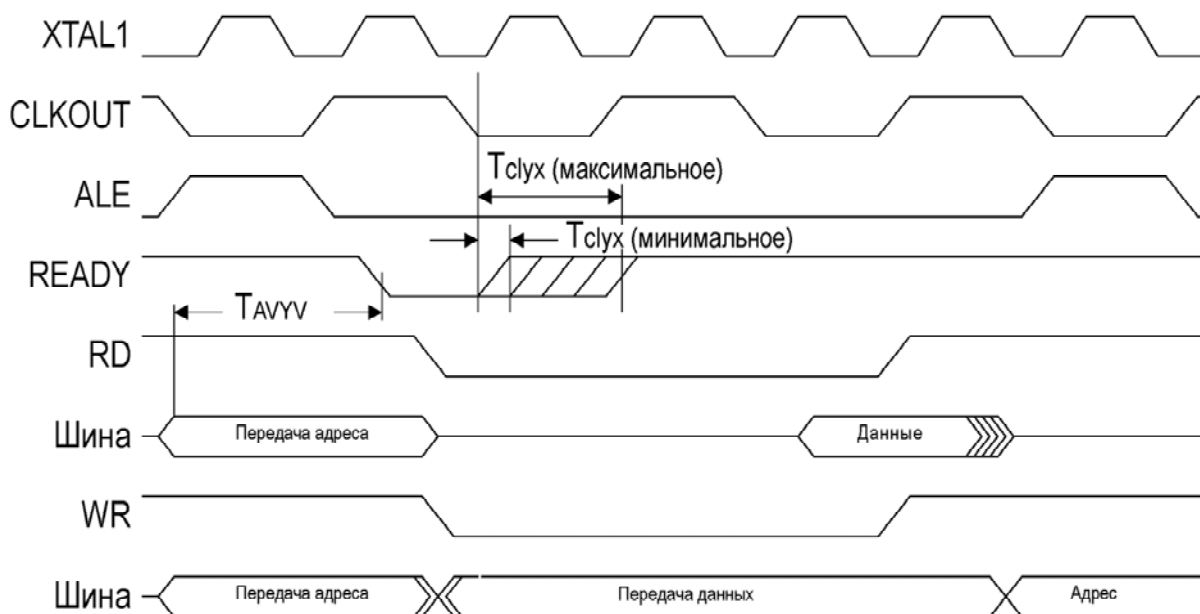 XTAL1
CLKOUT
Tclyx (максимальное)
ALE
Tclyx (минимальное)
READY
TAVYV
RD
Шина
Передача адреса
Данные
WR
Шина
Передача адреса
Передача данных
Адрес